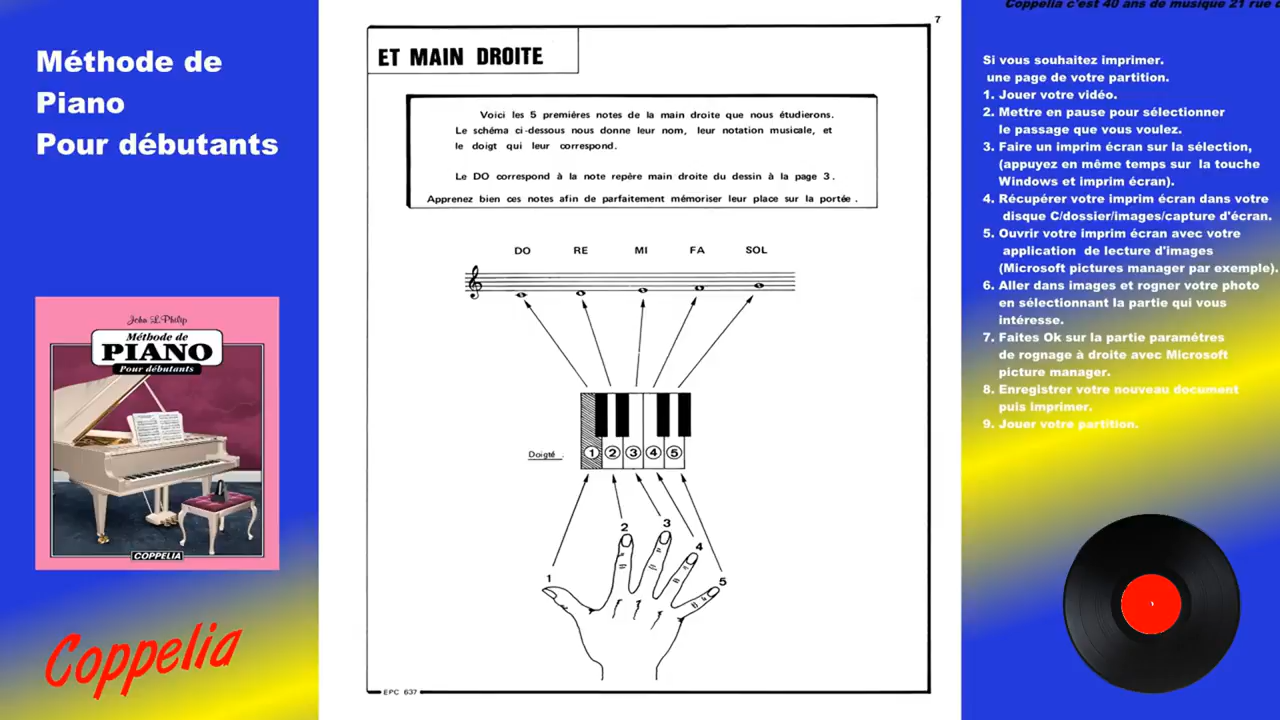 Méthode de
Piano
Pour débutants
John L.Philip
Méthode de
PIANO
Pour débutants
COPPELIA
Coppelia
7
ET MAIN DROITE
Voici les 5 premières notes de la main droite que nous étudierons.
Le schéma ci-dessous nous donne leur nom, leur notation musicale, et
le doigt qui leur correspond.
Le DO correspond à la note repère main droite du dessin à la page 3.
Apprenez bien ces notes afin de parfaitement mémoriser leur place sur la portée.
DO RE MI FA SOL
Doigté :
1 2 3 4 5
1 2 3 4 5
EPC 637
Coppelia c'est 40 ans de musique 21 rue
Si vous souhaitez imprimer.
une page de votre partition.
1. Jouer votre vidéo.
2. Mettre en pause pour sélectionner
le passage que vous voulez.
3. Faire un imprim écran sur la sélection,
(appuyez en même temps sur la touche
Windows et imprim écran).
4. Récupérer votre imprim écran dans votre
disque C/dossier/images/capture d'écran.
5. Ouvrir votre imprim écran avec votre
application de lecture d'images
(Microsoft pictures manager par exemple).
6. Aller dans images et rogner votre photo
en sélectionnant la partie qui vous
intéresse.
7. Faites Ok sur la partie paramétres
de rognage à droite avec Microsoft
picture manager.
8. Enregistrer votre nouveau document
puis imprimer.
9. Jouer votre partition.